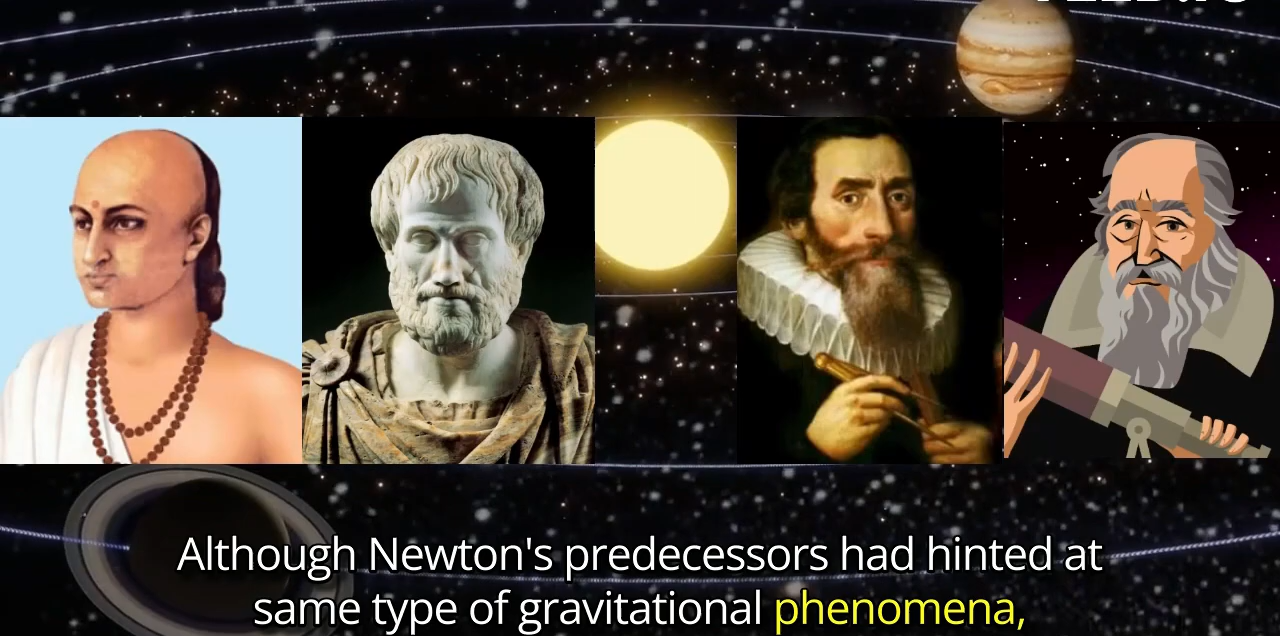 Although Newton's predecessors had hinted at
same type of gravitational phenomena,